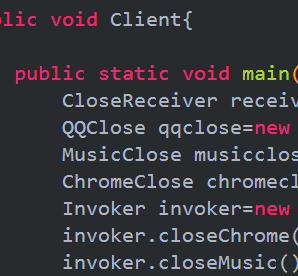 public void Client{
public static void main(
CloseReceiver receiv
QQClose qqclose=new
MusicClose musicclos
ChromeClose chromecl
Invoker invoker=new
invoker.closeChrome(
invoker.closeMusic()